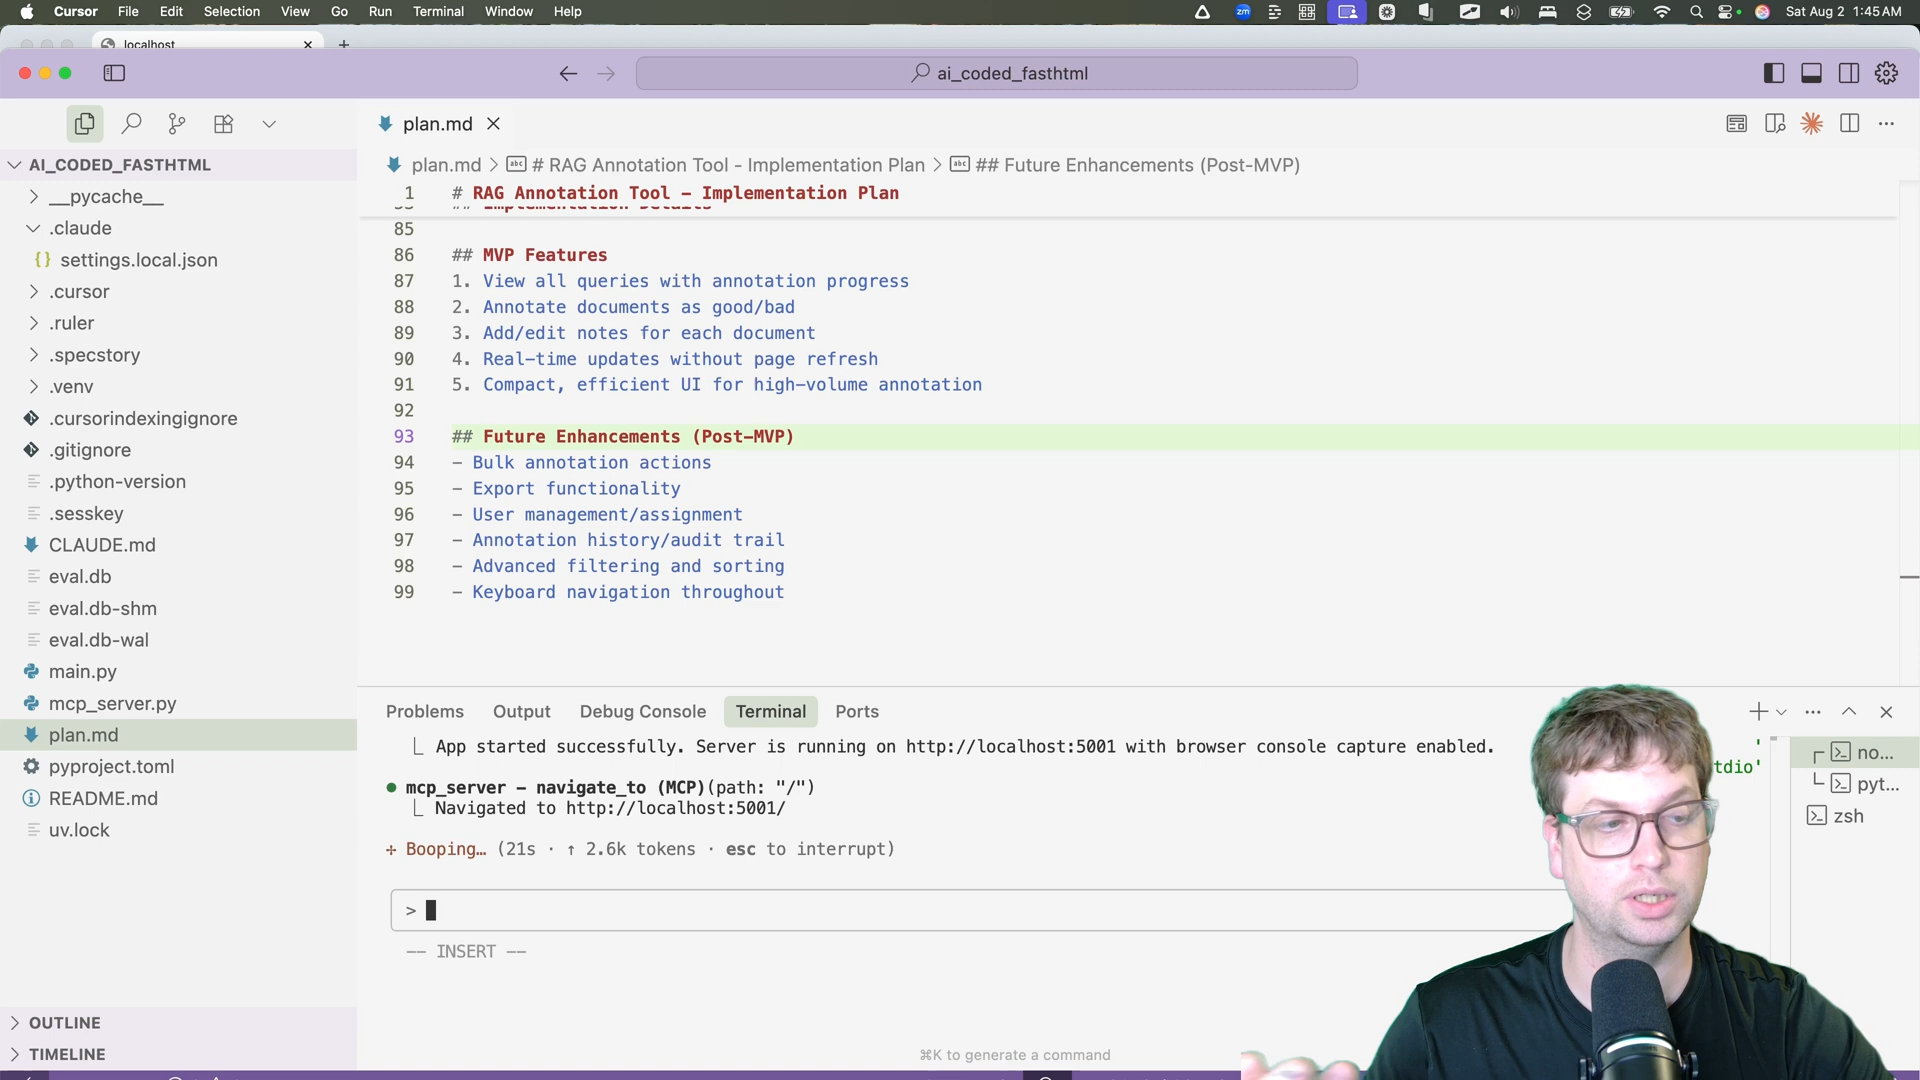 Cursor File Edit Selection View Go Run Terminal Window Help
zm
Sat Aug 2 1:45 AM
localhost
ai_coded_fasthtml
plan.md
AI_CODED_FASTHTML
plan.md > # RAG Annotation Tool - Implementation Plan > ## Future Enhancements (Post-MVP)
__pycache__
.claude
settings.local.json
.cursor
.ruler
.specstory
.venv
.cursorindexingignore
.gitignore
.python-version
.sesskey
CLAUDE.md
eval.db
eval.db-shm
eval.db-wal
main.py
mcp_server.py
plan.md
pyproject.toml
README.md
uv.lock
OUTLINE
TIMELINE
1 # RAG Annotation Tool - Implementation Plan
## Implementation Details
85
86 ## MVP Features
87 1. View all queries with annotation progress
88 2. Annotate documents as good/bad
89 3. Add/edit notes for each document
90 4. Real-time updates without page refresh
91 5. Compact, efficient UI for high-volume annotation
92
93 ## Future Enhancements (Post-MVP)
94 - Bulk annotation actions
95 - Export functionality
96 - User management/assignment
97 - Annotation history/audit trail
98 - Advanced filtering and sorting
99 - Keyboard navigation throughout
Problems Output Debug Console Terminal Ports
App started successfully. Server is running on http://localhost:5001 with browser console capture enabled.
tdio'
mcp_server - navigate_to (MCP)(path: "/")
Navigated to http://localhost:5001/
Booping… (21s · ↑ 2.6k tokens · esc to interrupt)
>
-- INSERT --
⌘K to generate a command
no...
pyt...
zsh